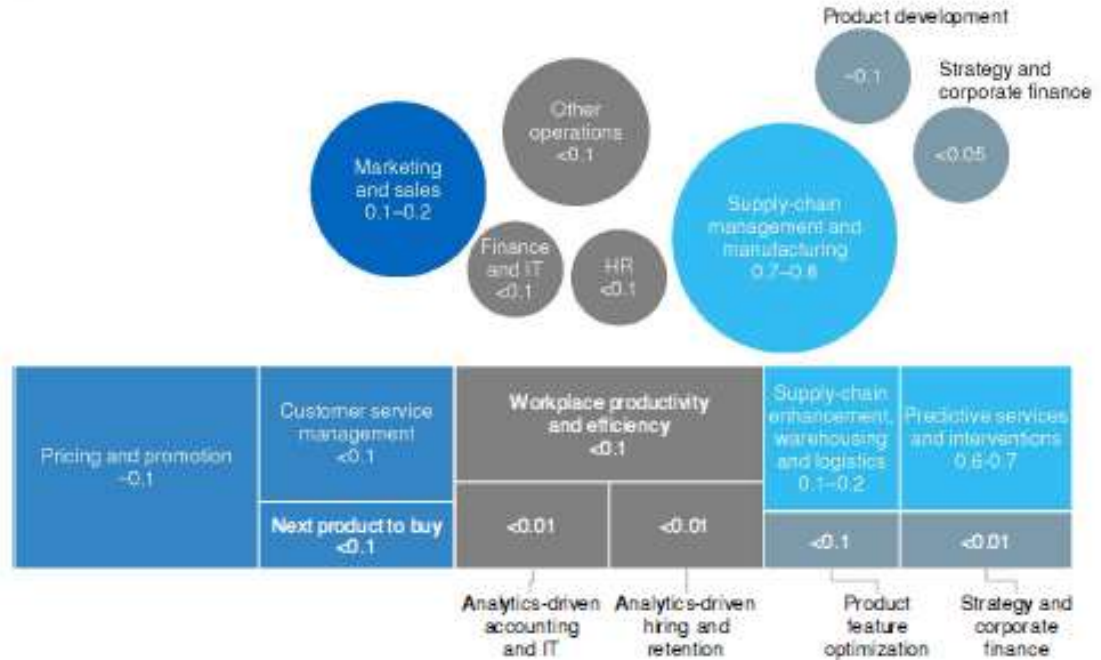 Product development
~0.1
Strategy and
corporate finance
<0.05
Other
operations
<0.1
Marketing
and sales
0.1–0.2
Supply-chain
management and
manufacturing
0.7–0.8
Finance
and IT
<0.1
HR
<0.1
Pricing and promotion
~0.1
Customer service
management
<0.1
Next product to buy
<0.1
Workplace productivity
and efficiency
<0.1
<0.01
<0.01
Supply-chain
enhancement,
warehousing
and logistics
0.1–0.2
Predictive services
and interventions
0.6-0.7
<0.1
<0.01
Analytics-driven
accounting
and IT
Analytics-driven
hiring and
retention
Product
feature
optimization
Strategy and
corporate
finance